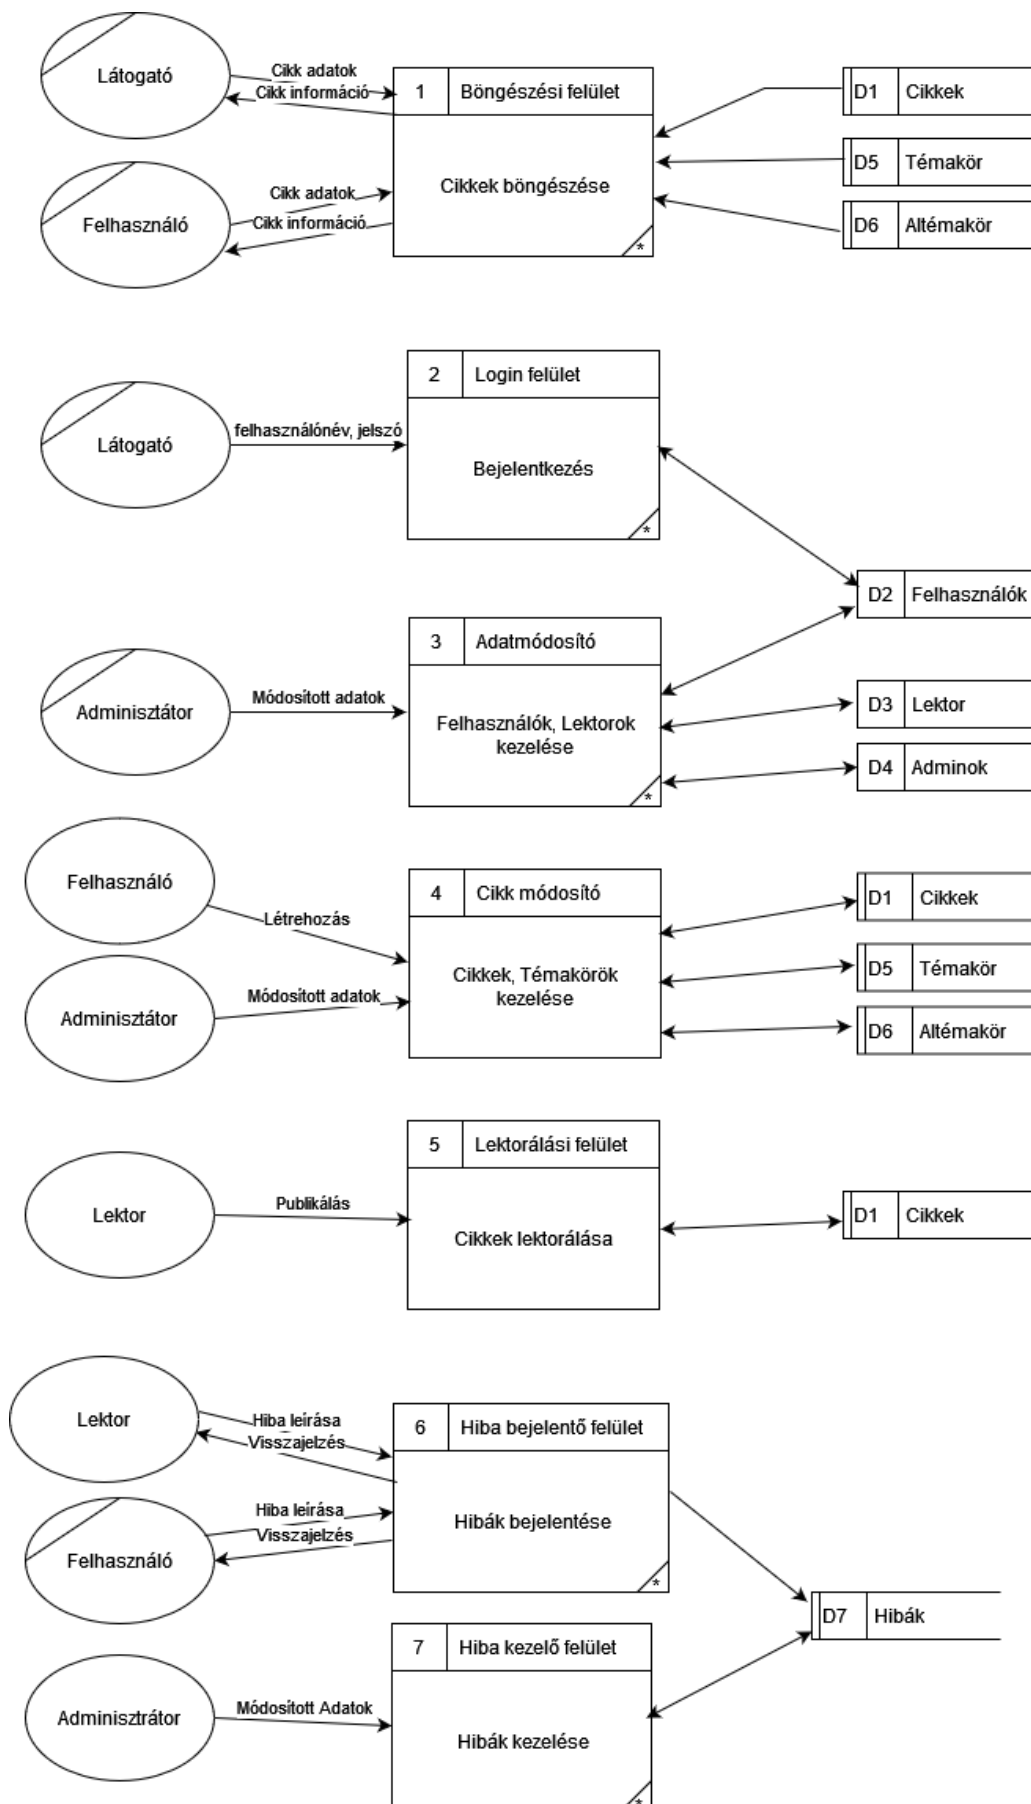 Látogató
Cikk adatok
Cikk információ
1
Böngészési felület
Cikkek böngészése
*
D1
Cikkek
D5
Témakör
D6
Altémakör
Felhasználó
Cikk adatok
Cikk információ
Látogató
felhasználónév, jelszó
2
Login felület
Bejelentkezés
*
D2
Felhasználók
Adminisztátor
Módosított adatok
3
Adatmódosító
Felhasználók, Lektorok
kezelése
*
D3
Lektor
D4
Adminok
Felhasználó
Létrehozás
Adminisztátor
Módosított adatok
4
Cikk módosító
Cikkek, Témakörök
kezelése
D1
Cikkek
D5
Témakör
D6
Altémakör
Lektor
Publikálás
5
Lektorálási felület
Cikkek lektorálása
D1
Cikkek
Lektor
Hiba leírása
Visszajelzés
6
Hiba bejelentő felület
Hibák bejelentése
*
Felhasználó
Hiba leírása
Visszajelzés
D7
Hibák
Adminisztrátor
Módosított Adatok
7
Hiba kezelő felület
Hibák kezelése
*